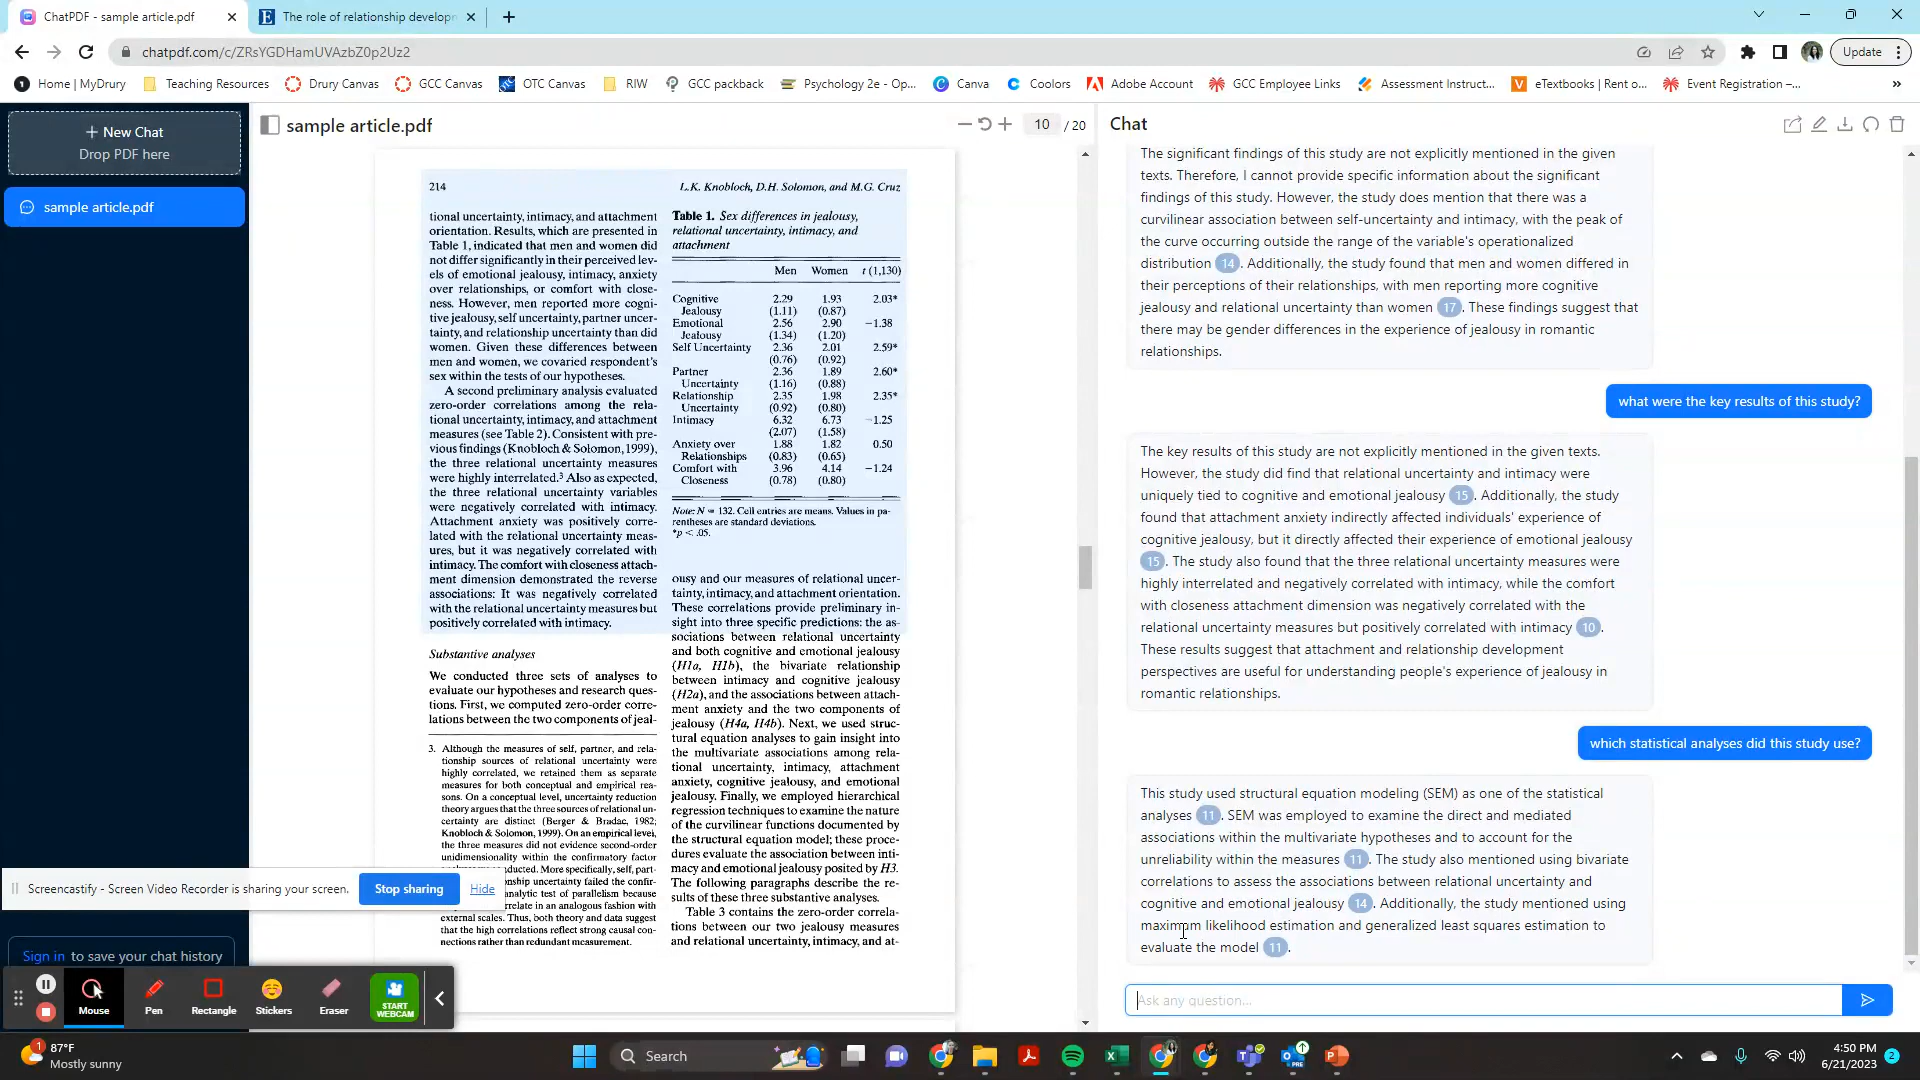 ChatPDF - sample article.pdf
The role of relationship develop
chatpdf.com/c/ZRsYGDHamUVAzbZ0p2Uz2
Update
Home | MyDrury
Teaching Resources
Drury Canvas
GCC Canvas
OTC Canvas
RIW
GCC packback
Psychology 2e - Op...
Canva
Coolors
Adobe Account
GCC Employee Links
Assessment Instruct...
eTextbooks | Rent o...
Event Registration –...
+ New Chat
Drop PDF here
sample article.pdf
Sign in to save your chat history
sample article.pdf
10 / 20
214
L.K. Knobloch, D.H. Solomon, and M.G. Cruz
tional uncertainty, intimacy, and attachment
orientation. Results, which are presented in
Table 1, indicated that men and women did
not differ significantly in their perceived lev-
els of emotional jealousy, intimacy, anxiety
over relationships, or comfort with close-
ness. However, men reported more cogni-
tive jealousy, self uncertainty, partner uncer-
tainty, and relationship uncertainty than did
women. Given these differences between
men and women, we covaried respondent's
sex within the tests of our hypotheses.
A second preliminary analysis evaluated
zero-order correlations among the rela-
tional uncertainty, intimacy, and attachment
measures (see Table 2). Consistent with pre-
vious findings (Knobloch & Solomon, 1999),
the three relational uncertainty measures
were highly interrelated.3 Also as expected,
the three relational uncertainty variables
were negatively correlated with intimacy.
Attachment anxiety was positively corre-
lated with the relational uncertainty meas-
ures, but it was negatively correlated with
intimacy. The comfort with closeness attach-
ment dimension demonstrated the reverse
associations: It was negatively correlated
with the relational uncertainty measures but
positively correlated with intimacy.
Substantive analyses
We conducted three sets of analyses to
evaluate our hypotheses and research ques-
tions. First, we computed zero-order corre-
lations between the two components of jeal-
3. Although the measures of self, partner, and rela-
tionship sources of relational uncertainty were
highly correlated, we retained them as separate
measures for both conceptual and empirical rea-
sons. On a conceptual level, uncertainty reduction
theory argues that the three sources of relational un-
certainty are distinct (Berger & Bradac, 1982;
Knobloch & Solomon, 1999). On an empirical level,
the three measures did not evidence second-order
unidimensionality within the confirmatory factor
ducted. More specifically, self, part-
nship uncertainty failed the confir-
analytic test of parallelism because
rrelate in an analogous fashion with
external scales. Thus, both theory and data suggest
that the high correlations reflect strong causal con-
nections rather than redundant measurement.
Table 1. Sex differences in jealousy,
relational uncertainty, intimacy, and
attachment
Men Women t (1,130)
Cognitive 2.29 1.93 2.03*
Jealousy (1.11) (0.87)
Emotional 2.56 2.90 −1.38
Jealousy (1.34) (1.20)
Self Uncertainty 2.36 2.01 2.59*
(0.76) (0.92)
Partner 2.36 1.89 2.60*
Uncertainty (1.16) (0.88)
Relationship 2.35 1.98 2.35*
Uncertainty (0.92) (0.80)
Intimacy 6.32 6.73 −1.25
(2.07) (1.58)
Anxiety over 1.88 1.82 0.50
Relationships (0.83) (0.65)
Comfort with 3.96 4.14 −1.24
Closeness (0.78) (0.80)
Note: N = 132. Cell entries are means. Values in pa-
rentheses are standard deviations.
*p < .05.
ousy and our measures of relational uncer-
tainty, intimacy, and attachment orientation.
These correlations provide preliminary in-
sight into three specific predictions: the as-
sociations between relational uncertainty
and both cognitive and emotional jealousy
(H1a, H1b), the bivariate relationship
between intimacy and cognitive jealousy
(H2a), and the associations between attach-
ment anxiety and the two components of
jealousy (H4a, H4b). Next, we used struc-
tural equation analyses to gain insight into
the multivariate associations among rela-
tional uncertainty, intimacy, attachment
anxiety, cognitive jealousy, and emotional
jealousy. Finally, we employed hierarchical
regression techniques to examine the nature
of the curvilinear functions documented by
the structural equation model; these proce-
dures evaluate the association between inti-
macy and emotional jealousy posited by H3.
The following paragraphs describe the re-
sults of these three substantive analyses.
Table 3 contains the zero-order correla-
tions between our two jealousy measures
and relational uncertainty, intimacy, and at-
Chat
The significant findings of this study are not explicitly mentioned in the given
texts. Therefore, I cannot provide specific information about the significant
findings of this study. However, the study does mention that there was a
curvilinear association between self-uncertainty and intimacy, with the peak of
the curve occurring outside the range of the variable's operationalized
distribution 14 . Additionally, the study found that men and women differed in
their perceptions of their relationships, with men reporting more cognitive
jealousy and relational uncertainty than women 17 . These findings suggest that
there may be gender differences in the experience of jealousy in romantic
relationships.
what were the key results of this study?
The key results of this study are not explicitly mentioned in the given texts.
However, the study did find that relational uncertainty and intimacy were
uniquely tied to cognitive and emotional jealousy 15 . Additionally, the study
found that attachment anxiety indirectly affected individuals' experience of
cognitive jealousy, but it directly affected their experience of emotional jealousy
15 . The study also found that the three relational uncertainty measures were
highly interrelated and negatively correlated with intimacy, while the comfort
with closeness attachment dimension was negatively correlated with the
relational uncertainty measures but positively correlated with intimacy 10 .
These results suggest that attachment and relationship development
perspectives are useful for understanding people's experience of jealousy in
romantic relationships.
which statistical analyses did this study use?
This study used structural equation modeling (SEM) as one of the statistical
analyses 11 . SEM was employed to examine the direct and mediated
associations within the multivariate hypotheses and to account for the
unreliability within the measures 11 . The study also mentioned using bivariate
correlations to assess the associations between relational uncertainty and
cognitive and emotional jealousy 14 . Additionally, the study mentioned using
maximum likelihood estimation and generalized least squares estimation to
evaluate the model 11 .
Ask any question...
Screencastify - Screen Video Recorder is sharing your screen.
Stop sharing
Hide
Mouse
Pen
Rectangle
Stickers
Eraser
START
WEBCAM
1
87°F
Mostly sunny
Search
PRE
4:50 PM
6/21/2023
2